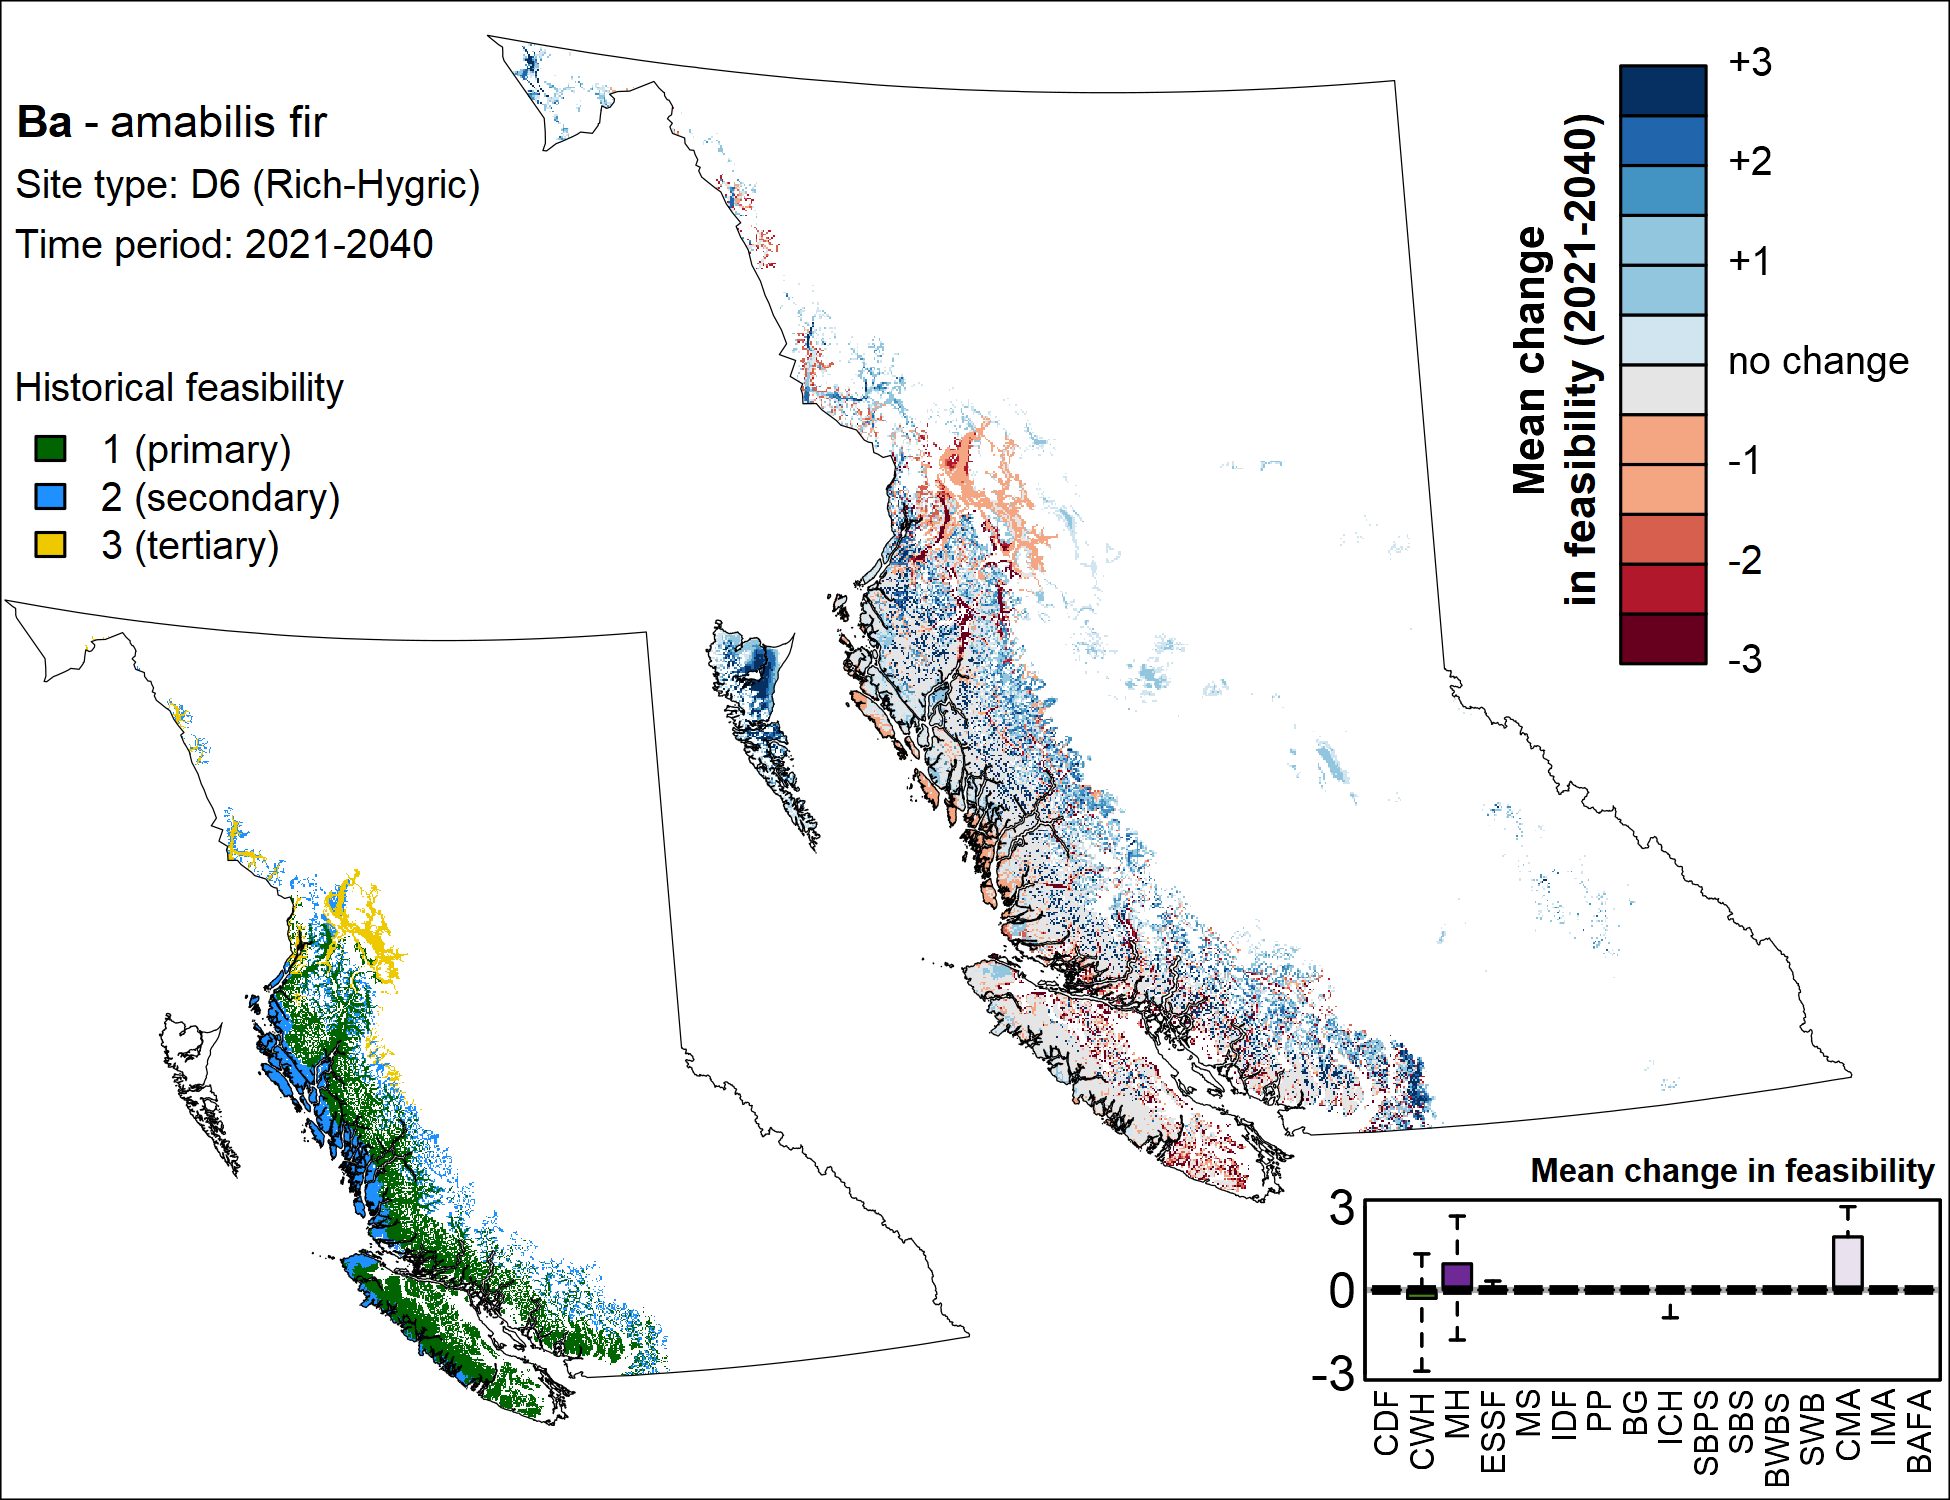 Ba - amabilis fir
Site type: D6 (Rich-Hygric)
Time period: 2021-2040
Historical feasibility
1 (primary)
2 (secondary)
3 (tertiary)
Mean change
in feasibility (2021-2040)
+3
+2
+1
no change
-1
-2
-3
Mean change in feasibility
3
0
-3
CDF
CWH
MH
ESSF
MS
IDF
PP
BG
ICH
SBPS
SBS
BWBS
SWB
CMA
IMA
BAFA